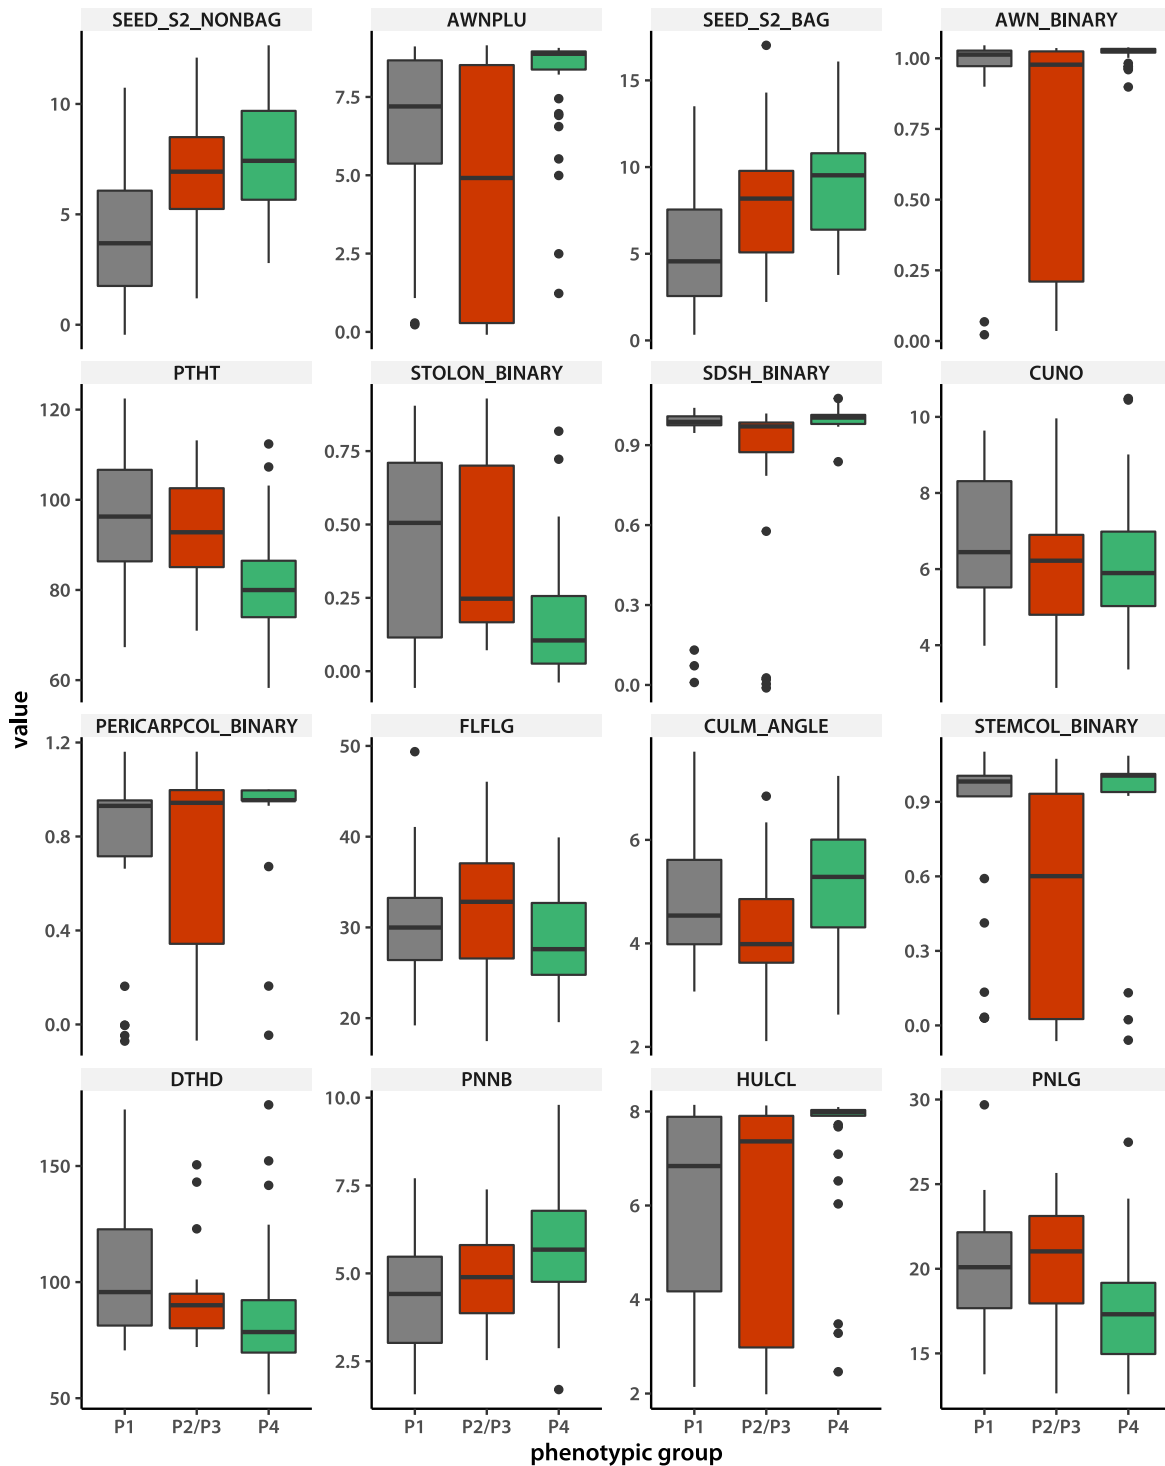 SEED_S2_NONBAG AWNPLU SEED_S2_BAG AWN_BINARY
10 5 0
7.5 5.0 2.5 0.0
15 10 5 0
1.00 0.75 0.50 0.25 0.00
PTHT STOLON_BINARY SDSH_BINARY CUNO
120 100 80 60
0.75 0.50 0.25 0.00
0.9 0.6 0.3 0.0
10 8 6 4
value
PERICARPCOL_BINARY FLFLG CULM_ANGLE STEMCOL_BINARY
1.2 0.8 0.4 0.0
50 40 30 20
6 4 2
0.9 0.6 0.3 0.0
DTHD PNNB HULCL PNLG
150 100 50
10.0 7.5 5.0 2.5
8 6 4 2
30 25 20 15
P1 P2/P3 P4 P1 P2/P3 P4 P1 P2/P3 P4 P1 P2/P3 P4
phenotypic group